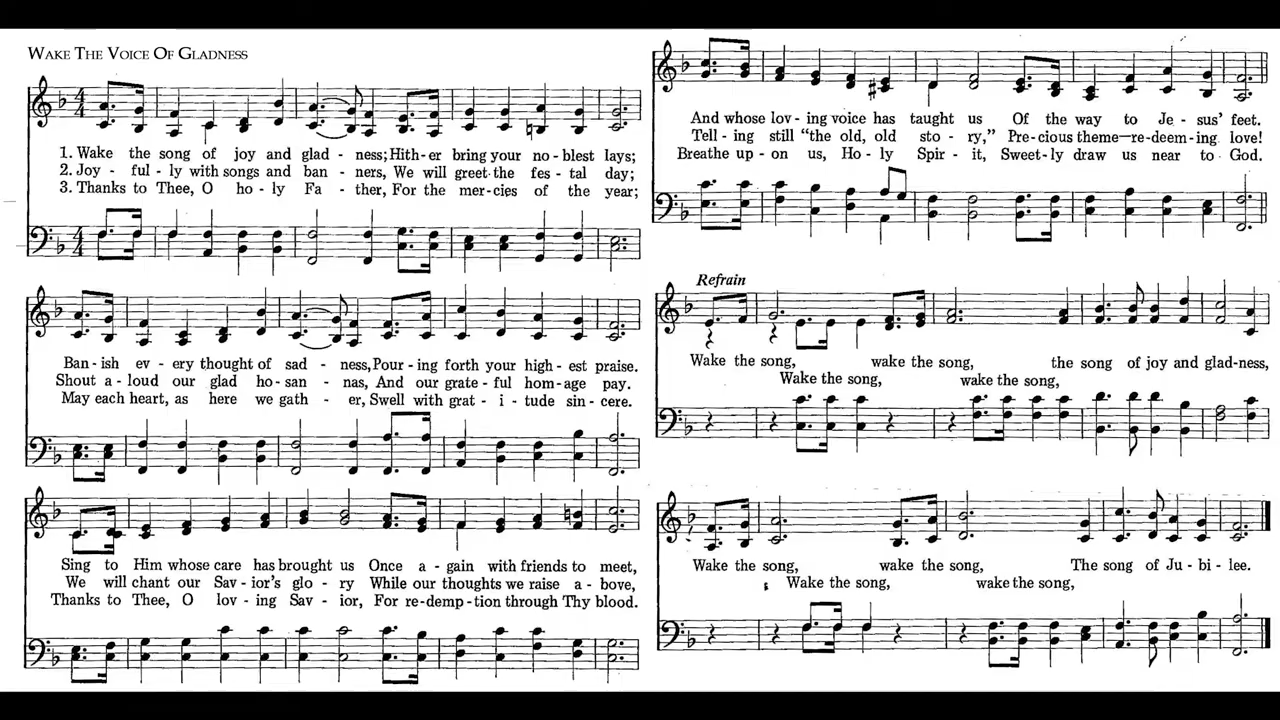 WAKE THE VOICE OF GLADNESS
1. Wake the song of joy and glad - ness; Hith-er bring your no-blest lays;
2. Joy - ful - ly with songs and ban - ners, We will greet the fes - tal day;
3. Thanks to Thee, O ho - ly Fa - ther, For the mer-cies of the year;
Ban-ish ev - ery thought of sad - ness, Pour-ing forth your high-est praise.
Shout a-loud our glad ho-san - nas, And our grate-ful hom-age pay.
May each heart, as here we gath - er, Swell with grat - i - tude sin-cere.
Sing to Him whose care has brought us Once a-gain with friends to meet,
We will chant our Sav-ior's glo - ry While our thoughts we raise a-bove,
Thanks to Thee, O lov - ing Sav - ior, For re-demp-tion through Thy blood.
And whose lov-ing voice has taught us Of the way to Je-sus' feet.
Tell-ing still "the old, old sto-ry," Pre-cious theme—re-deem-ing love!
Breathe up-on us, Ho-ly Spir-it, Sweet-ly draw us near to God.
Refrain
Wake the song, wake the song, the song of joy and glad-ness,
Wake the song, wake the song,
Wake the song, wake the song, The song of Ju-bi-lee.
Wake the song, wake the song,